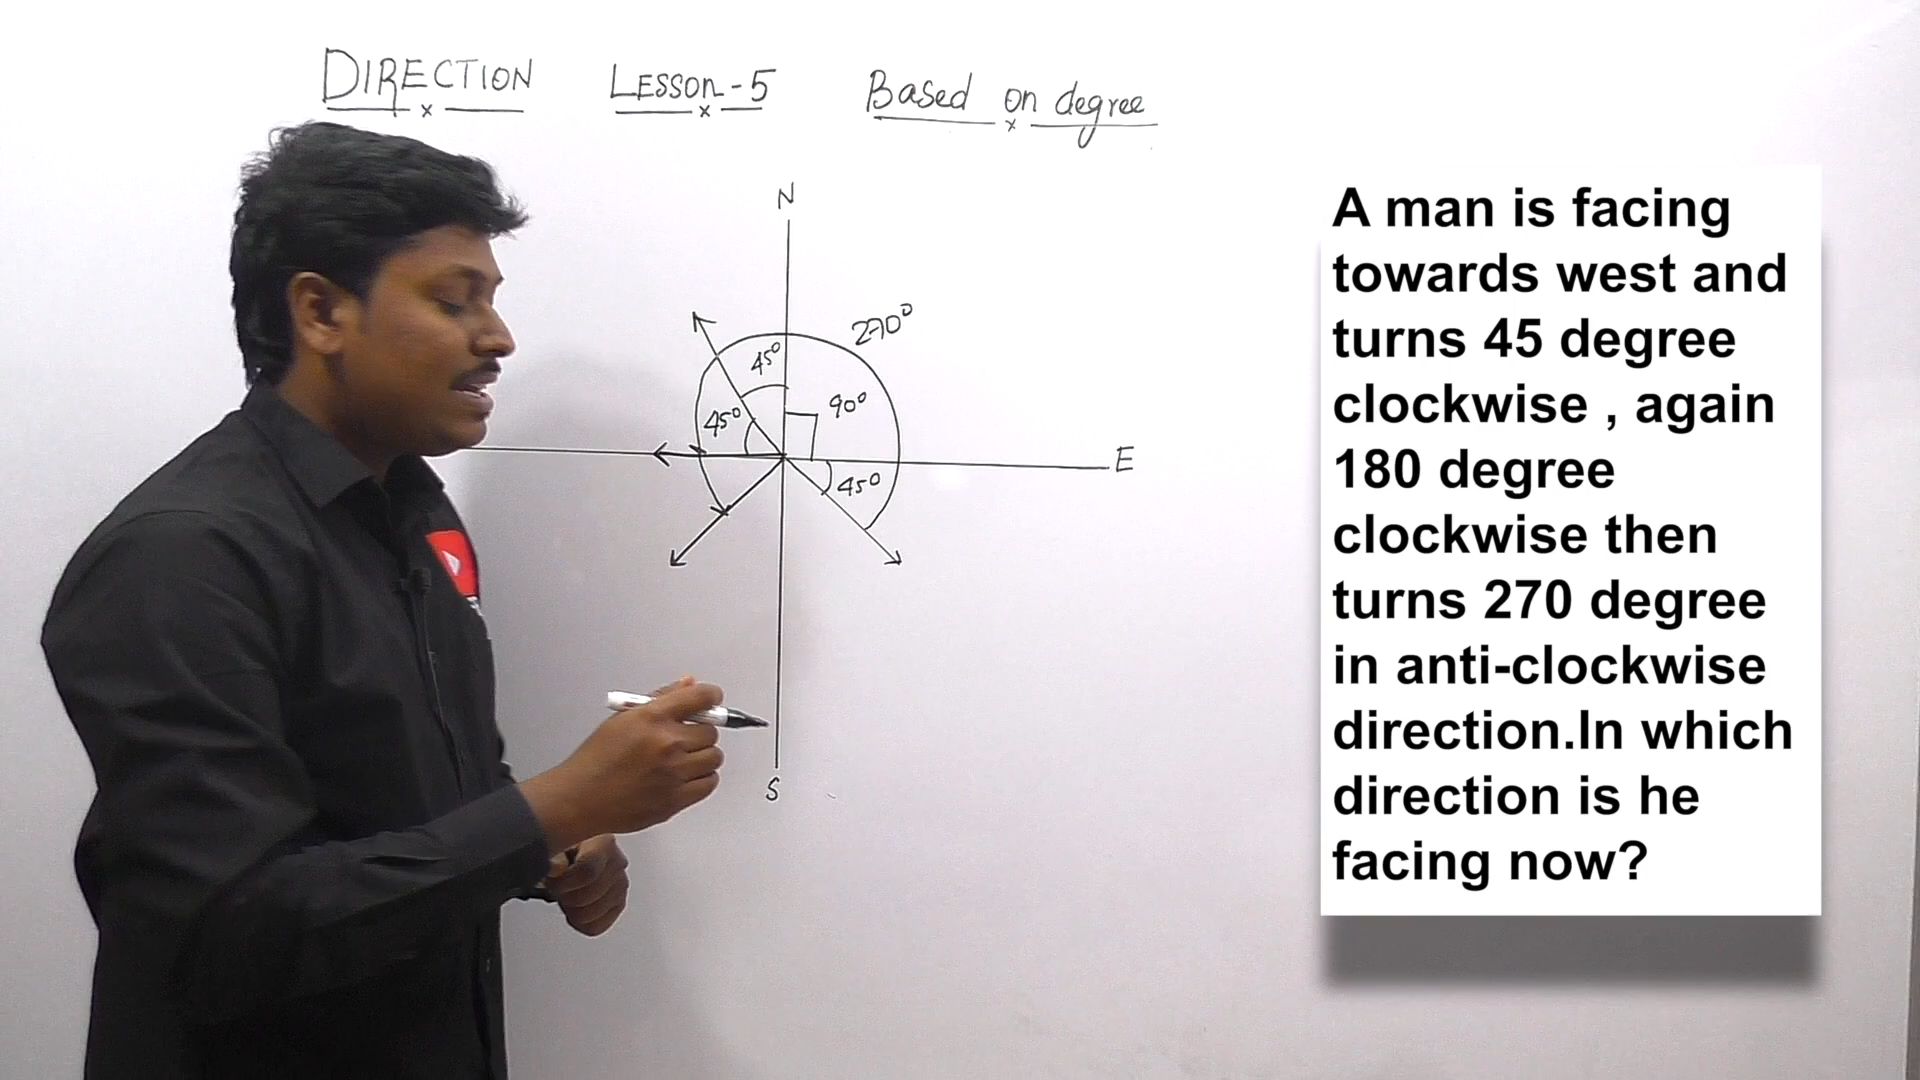 DIRECTION LESSON-5 Based on degree
N
270°
45°
90°
45°
E
45°
S
A man is facing
towards west and
turns 45 degree
clockwise , again
180 degree
clockwise then
turns 270 degree
in anti-clockwise
direction.In which
direction is he
facing now?